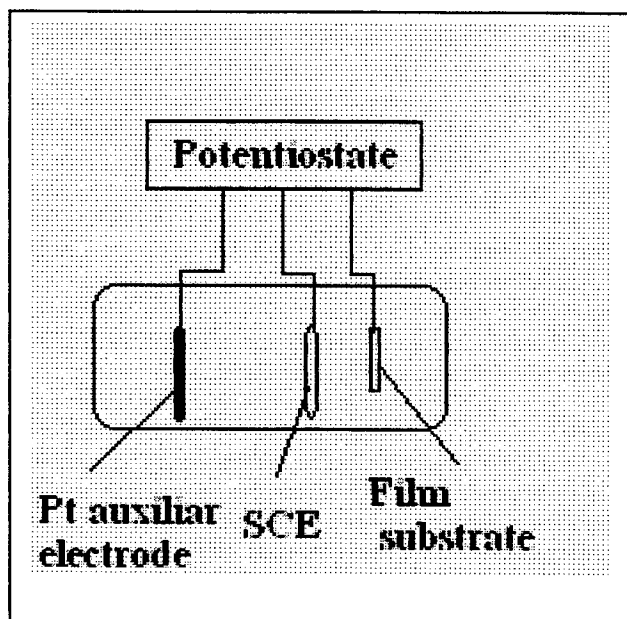 Potentiostate
Pt auxiliar
electrode
SCE
Film
substrate